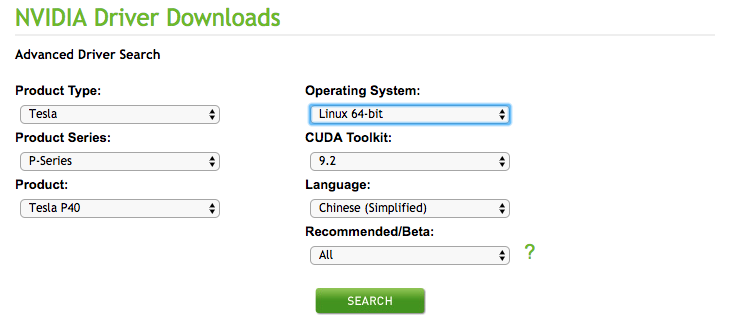 NVIDIA Driver Downloads
Advanced Driver Search
Product Type:
Tesla
Product Series:
P-Series
Product:
Tesla P40
Operating System:
Linux 64-bit
CUDA Toolkit:
9.2
Language:
Chinese (Simplified)
Recommended/Beta:
All
?
SEARCH